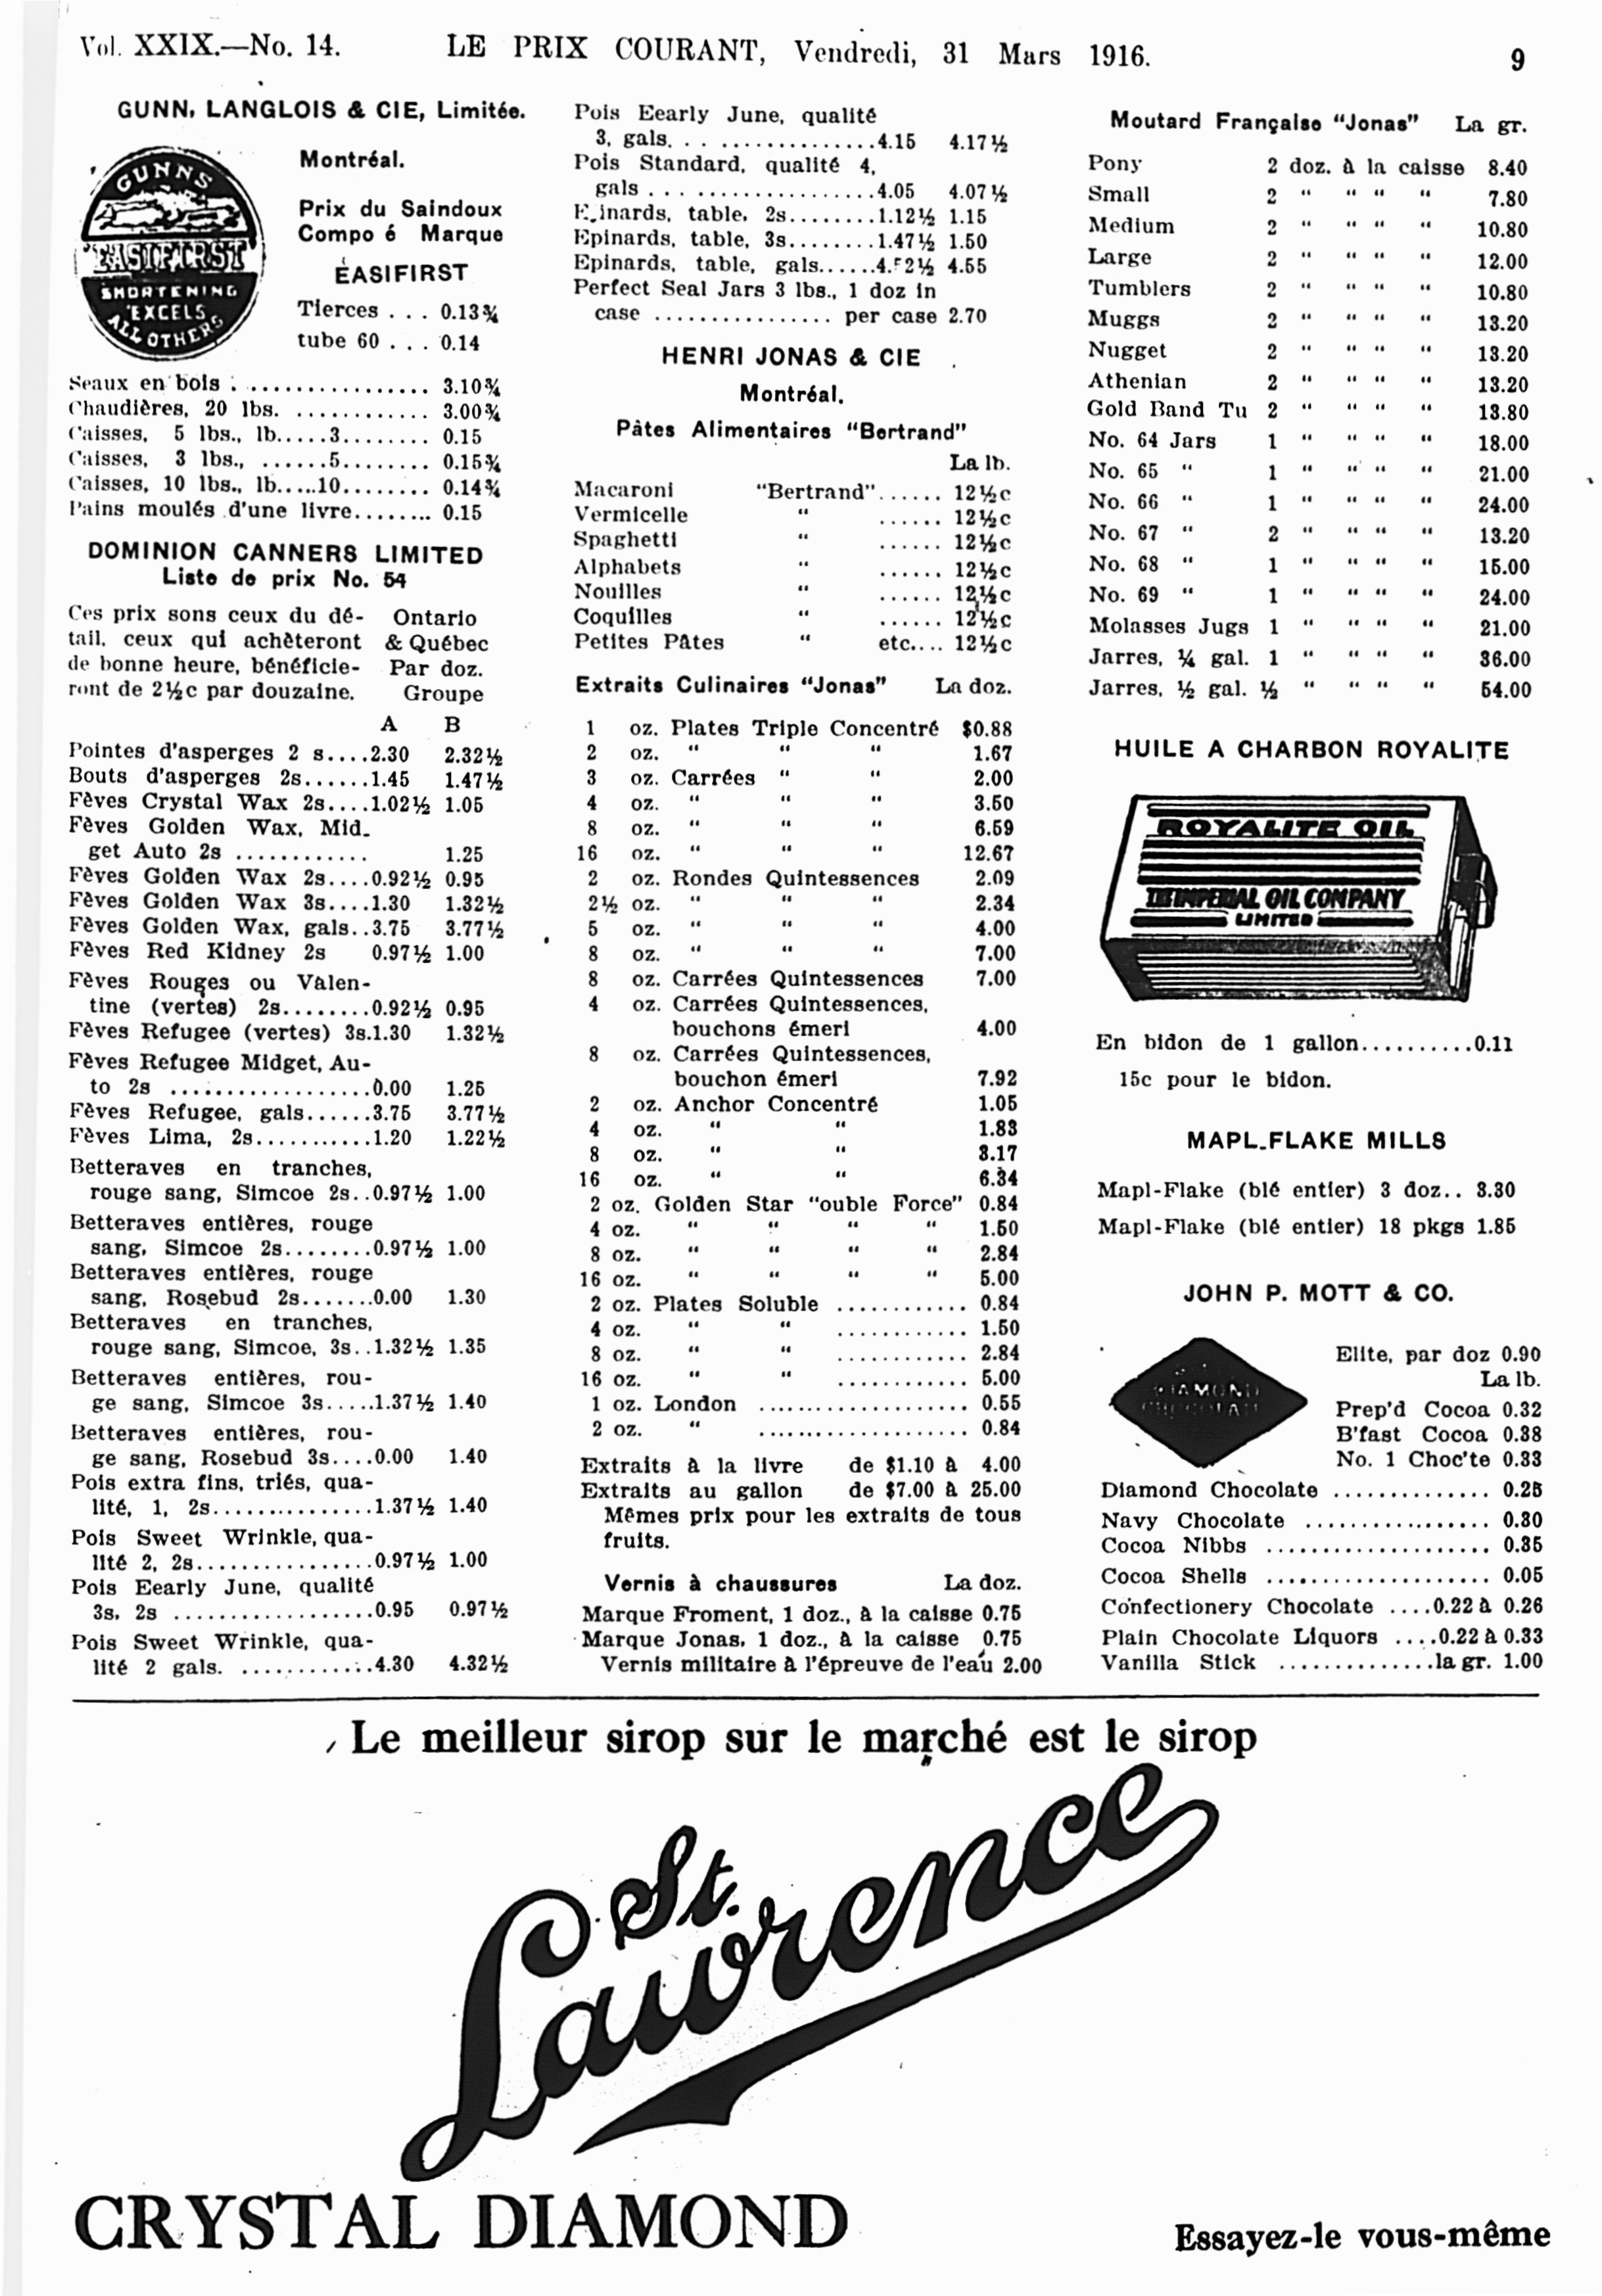 Vol. XXIX.—No. 14. LE PRIX COURANT, Vendredi, 31 Mars 1916. 9
GUNN, LANGLOIS & CIE, Limitée.
GUNNS
EASIFIRST
SHORTENING
EXCELS
ALL OTHERS
Montréal.
Prix du Saindoux
Compo é Marque
EASIFIRST
Tierces . . . 0.13¾
tube 60 . . . 0.14
Seaux en bois . ................ 3.10¾
Chaudières, 20 lbs. ............ 3.00¾
Caisses, 5 lbs., lb.....3........ 0.15
Caisses, 3 lbs., ......5........ 0.15¾
Caisses, 10 lbs., lb.....10........ 0.14¾
Pains moulés d'une livre........ 0.15
DOMINION CANNERS LIMITED
Liste de prix No. 54
Ces prix sons ceux du dé- Ontario
tail, ceux qui achèteront & Québec
de bonne heure, bénéficie- Par doz.
ront de 2½c par douzaine. Groupe
A B
Pointes d'asperges 2 s....2.30 2.32½
Bouts d'asperges 2s......1.45 1.47½
Fèves Crystal Wax 2s....1.02½ 1.05
Fèves Golden Wax, Mid-
get Auto 2s ............ 1.25
Fèves Golden Wax 2s....0.92½ 0.95
Fèves Golden Wax 3s....1.30 1.32½
Fèves Golden Wax, gals..3.75 3.77½
Fèves Red Kidney 2s 0.97½ 1.00
Fèves Rouges ou Valen-
tine (vertes) 2s........0.92½ 0.95
Fèves Refugee (vertes) 3s.1.30 1.32½
Fèves Refugee Midget, Au-
to 2s ..................0.00 1.25
Fèves Refugee, gals......3.75 3.77½
Fèves Lima, 2s...........1.20 1.22½
Betteraves en tranches,
rouge sang, Simcoe 2s..0.97½ 1.00
Betteraves entières, rouge
sang, Simcoe 2s........0.97½ 1.00
Betteraves entières, rouge
sang, Rosebud 2s.......0.00 1.30
Betteraves en tranches,
rouge sang, Simcoe, 3s..1.32½ 1.35
Betteraves entières, rou-
ge sang, Simcoe 3s.....1.37½ 1.40
Betteraves entières, rou-
ge sang, Rosebud 3s....0.00 1.40
Pois extra fins, triés, qua-
lité, 1, 2s...............1.37½ 1.40
Pois Sweet Wrinkle, qua-
lité 2, 2s................0.97½ 1.00
Pois Eearly June, qualité
3s, 2s ..................0.95 0.97½
Pois Sweet Wrinkle, qua-
lité 2 gals. ............4.30 4.32½
Pois Eearly June, qualité
3, gals. . . ..............4.15 4.17½
Pois Standard, qualité 4,
gals . . . ................4.05 4.07½
Epinards, table, 2s........1.12½ 1.15
Epinards, table, 3s........1.47½ 1.50
Epinards, table, gals......4.52½ 4.55
Perfect Seal Jars 3 lbs., 1 doz in
case ................ per case 2.70
HENRI JONAS & CIE
Montréal.
Pâtes Alimentaires "Bertrand"
La lb.
Macaroni "Bertrand"...... 12½c
Vermicelle " ...... 12½c
Spaghetti " ...... 12½c
Alphabets " ...... 12½c
Nouilles " ...... 12½c
Coquilles " ...... 12½c
Petites Pâtes " etc.... 12½c
Extraits Culinaires "Jonas" La doz.
1 oz. Plates Triple Concentré $0.88
2 oz. " " " 1.67
3 oz. Carrées " " 2.00
4 oz. " " " 3.50
8 oz. " " " 6.59
16 oz. " " " 12.67
2 oz. Rondes Quintessences 2.09
2½ oz. " " " 2.34
5 oz. " " " 4.00
8 oz. " " " 7.00
8 oz. Carrées Quintessences 7.00
4 oz. Carrées Quintessences,
bouchons émeri 4.00
8 oz. Carrées Quintessences,
bouchon émeri 7.92
2 oz. Anchor Concentré 1.05
4 oz. " " 1.83
8 oz. " " 3.17
16 oz. " " 6.34
2 oz. Golden Star "ouble Force" 0.84
4 oz. " " " " 1.50
8 oz. " " " " 2.84
16 oz. " " " " 5.00
2 oz. Plates Soluble ............ 0.84
4 oz. " " ............ 1.50
8 oz. " " ............ 2.84
16 oz. " " ............ 5.00
1 oz. London ................... 0.55
2 oz. " ................... 0.84
Extraits à la livre de $1.10 à 4.00
Extraits au gallon de $7.00 à 25.00
Mêmes prix pour les extraits de tous
fruits.
Vernis à chaussures La doz.
Marque Froment, 1 doz., à la caisse 0.75
Marque Jonas, 1 doz., à la caisse 0.75
Vernis militaire à l'épreuve de l'eau 2.00
Moutard Française "Jonas" La gr.
Pony 2 doz. à la caisse 8.40
Small 2 " " " " 7.80
Medium 2 " " " " 10.80
Large 2 " " " " 12.00
Tumblers 2 " " " " 10.80
Muggs 2 " " " " 13.20
Nugget 2 " " " " 13.20
Athenian 2 " " " " 13.20
Gold Band Tu 2 " " " " 13.80
No. 64 Jars 1 " " " " 18.00
No. 65 " 1 " " " " 21.00
No. 66 " 1 " " " " 24.00
No. 67 " 2 " " " " 13.20
No. 68 " 1 " " " " 15.00
No. 69 " 1 " " " " 24.00
Molasses Jugs 1 " " " " 21.00
Jarres, ¼ gal. 1 " " " " 36.00
Jarres, ½ gal. ½ " " " " 54.00
HUILE A CHARBON ROYALITE
ROYALITE OIL
THE IMPERIAL OIL COMPANY
LIMITED
En bidon de 1 gallon..........0.11
15c pour le bidon.
MAPL-FLAKE MILLS
Mapl-Flake (blé entier) 3 doz.. 3.30
Mapl-Flake (blé entier) 18 pkgs 1.85
JOHN P. MOTT & CO.
DIAMOND
CHOCOLATE
Elite, par doz 0.90
La lb.
Prep'd Cocoa 0.32
B'fast Cocoa 0.38
No. 1 Choc'te 0.33
Diamond Chocolate .............. 0.25
Navy Chocolate ................. 0.30
Cocoa Nibbs .................... 0.35
Cocoa Shells .................... 0.05
Confectionery Chocolate ....0.22 à 0.26
Plain Chocolate Liquors ....0.22 à 0.33
Vanilla Stick ..............la gr. 1.00
Le meilleur sirop sur le marché est le sirop
St.
Lawrence
CRYSTAL DIAMOND
Essayez-le vous-même